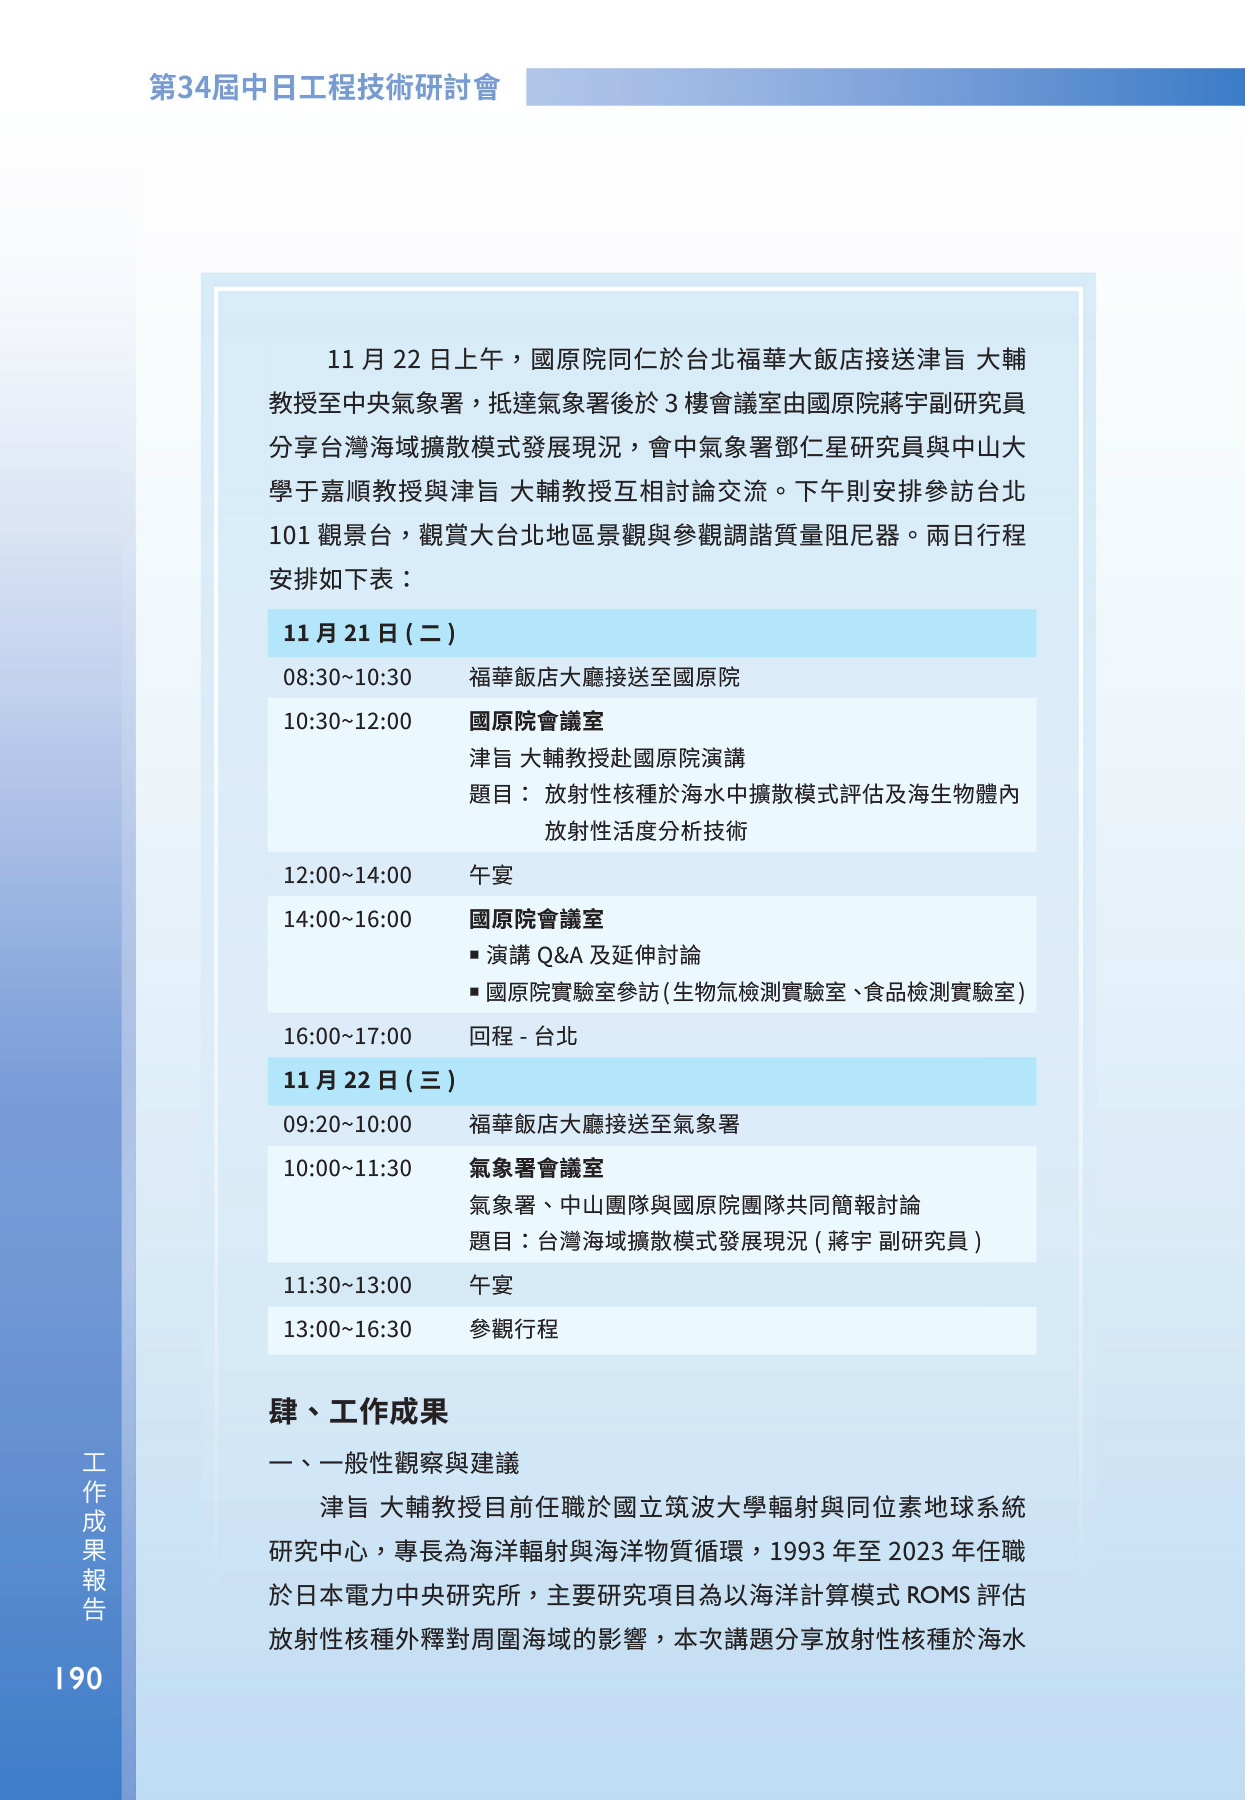 第34屆中日工程技術研討會
11 月 22 日上午，國原院同仁於台北福華大飯店接送津旨 大輔
教授至中央氣象署，抵達氣象署後於 3 樓會議室由國原院蔣宇副研究員
分享台灣海域擴散模式發展現況，會中氣象署鄧仁星研究員與中山大
學于嘉順教授與津旨 大輔教授互相討論交流。下午則安排參訪台北
101 觀景台，觀賞大台北地區景觀與參觀調諧質量阻尼器。兩日行程
安排如下表：
11 月 21 日 ( 二 )
08:30~10:30 福華飯店大廳接送至國原院
10:30~12:00 國原院會議室
津旨 大輔教授赴國原院演講
題目： 放射性核種於海水中擴散模式評估及海生物體內
放射性活度分析技術
12:00~14:00 午宴
14:00~16:00 國原院會議室
▪ 演講 Q&A 及延伸討論
▪ 國原院實驗室參訪 ( 生物氚檢測實驗室、食品檢測實驗室 )
16:00~17:00 回程 - 台北
11 月 22 日 ( 三 )
09:20~10:00 福華飯店大廳接送至氣象署
10:00~11:30 氣象署會議室
氣象署、中山團隊與國原院團隊共同簡報討論
題目：台灣海域擴散模式發展現況 ( 蔣宇 副研究員 )
11:30~13:00 午宴
13:00~16:30 參觀行程
肆、工作成果
一、一般性觀察與建議
津旨 大輔教授目前任職於國立筑波大學輻射與同位素地球系統
研究中心，專長為海洋輻射與海洋物質循環，1993 年至 2023 年任職
於日本電力中央研究所，主要研究項目為以海洋計算模式 ROMS 評估
放射性核種外釋對周圍海域的影響，本次講題分享放射性核種於海水
工作成果報告
190